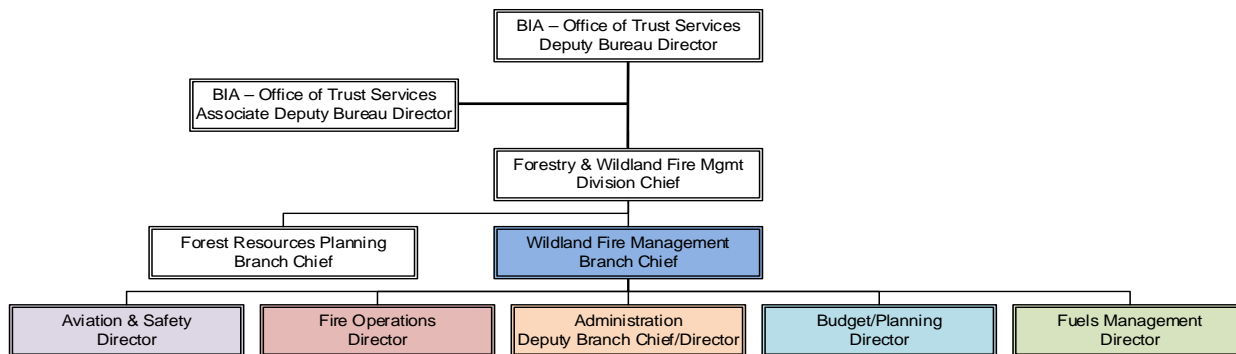 BIA – Office of Trust Services
Deputy Bureau Director
BIA – Office of Trust Services
Associate Deputy Bureau Director
Forestry & Wildland Fire Mgmt
Division Chief
Forest Resources Planning
Branch Chief
Wildland Fire Management
Branch Chief
Aviation & Safety
Director
Fire Operations
Director
Administration
Deputy Branch Chief/Director
Budget/Planning
Director
Fuels Management
Director